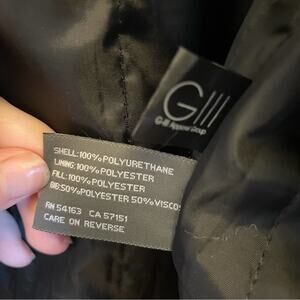 GIII
G-III Apparel Group
SHELL:100% POLYURETHANE
LINING:100% POLYESTER
FILL:100% POLYESTER
BIB:50%POLYESTER 50%VISCOS
RN 54163 CA 57151
CARE ON REVERSE